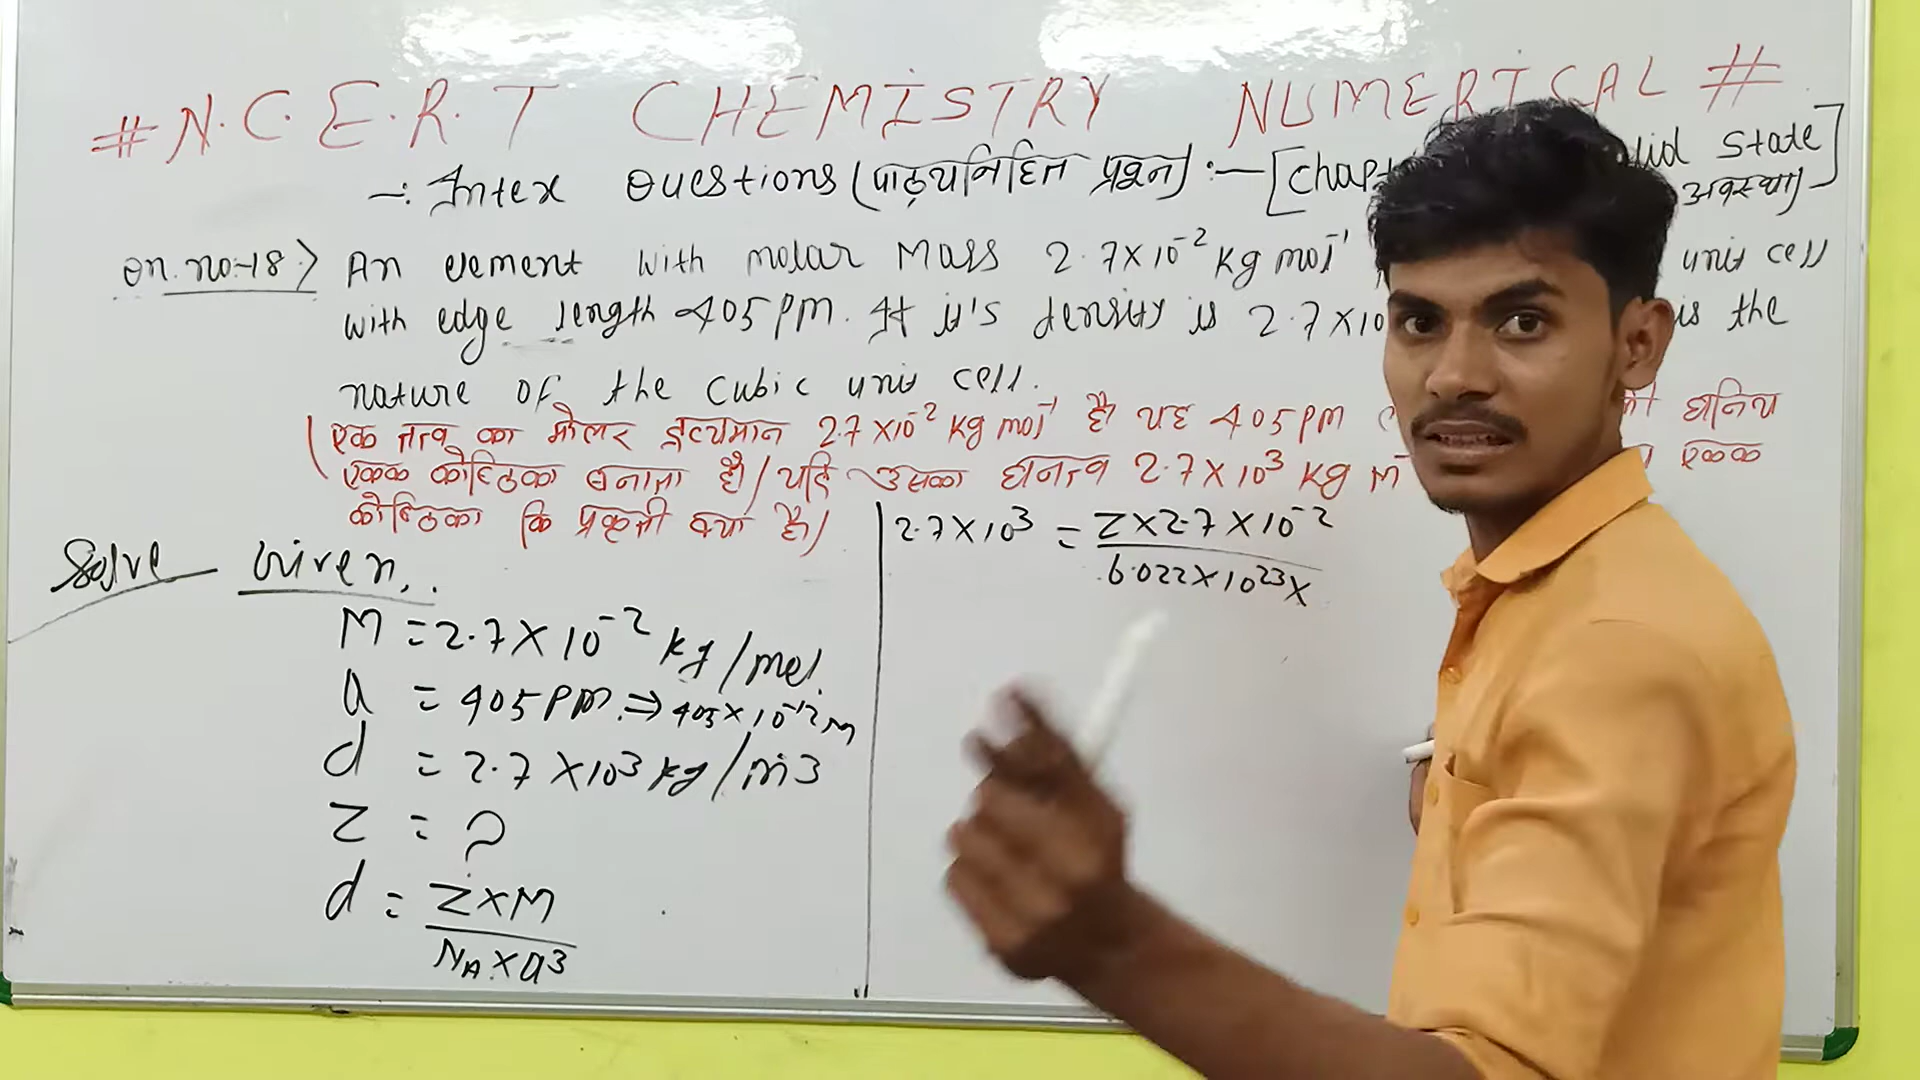 # N.C.E.R.T CHEMISTRY NUMERICAL #
-: Intex Questions (पाठ्यनिहित प्रश्न) :- [Chapt lid State]
अवस्था)
Qn. no:-18 :> An element with molar Mass 2.7×10⁻² Kg mol⁻¹ unit cell
with edge length 405 PM. If it's density is 2.7×10 is the
nature of the cubic unit cell.
(एक तत्व का मोलर द्रव्यमान 2.7×10⁻² Kg mol⁻¹ है यह 405 PM घनिय
एकक कोष्ठिका बनाता है/ यदि उसका घनत्व 2.7×10³ Kg M⁻ एकक
कोष्ठिका कि प्रकृती क्या है/
Solve Given,..
M = 2.7×10⁻² kg/mol.
a = 405 PM. ⇒ 405×10⁻¹² M
d = 2.7×10³ kg/m3
Z = ?
d = Z×M
N_A × a³
2.7×10³ = Z×2.7×10⁻²
6.022×10²³×